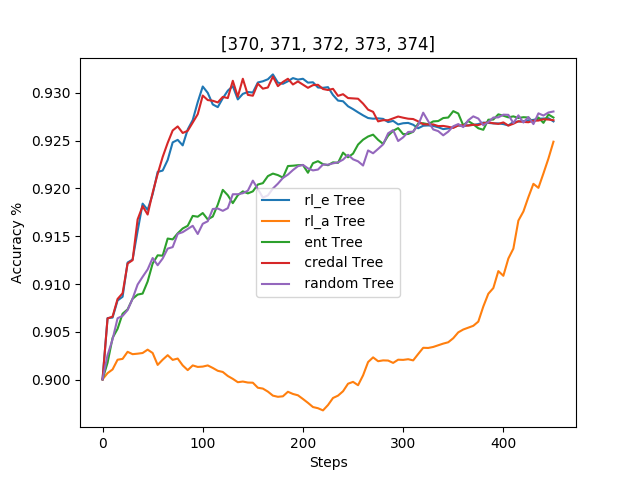 [370, 371, 372, 373, 374]
Accuracy %
0.930
0.925
0.920
0.915
0.910
0.905
0.900
rl_e Tree
rl_a Tree
ent Tree
credal Tree
random Tree
0 100 200 300 400
Steps